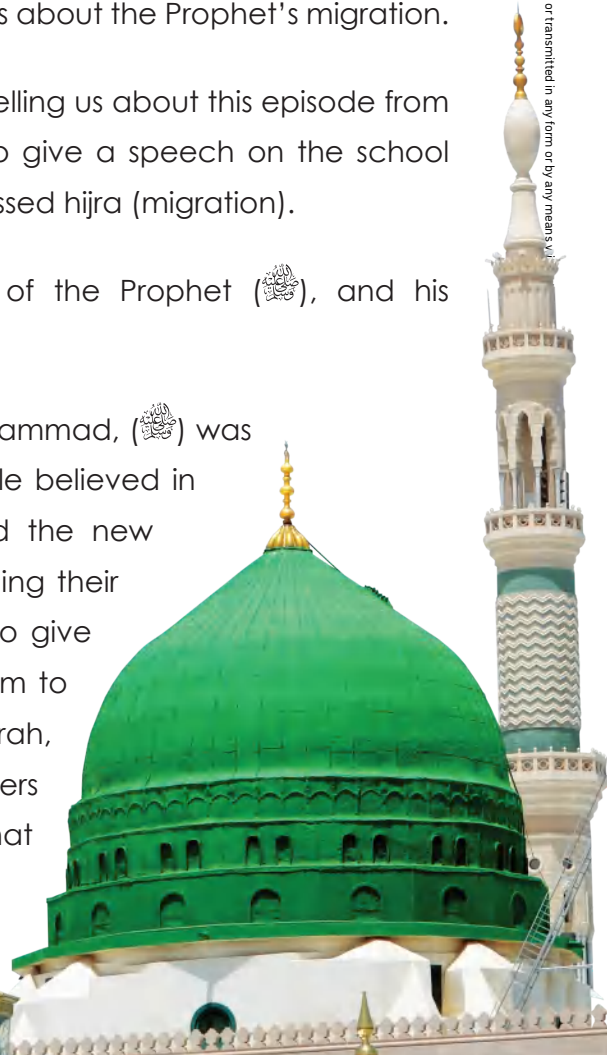 s about the Prophet’s migration.
elling us about this episode from
o give a speech on the school
ssed hijra (migration).
of the Prophet (ﷺ), and his
ammad, (ﷺ) was
le believed in
d the new
ing their
o give
m to
rah,
ers
hat
or transmitted in any form or by any means vi